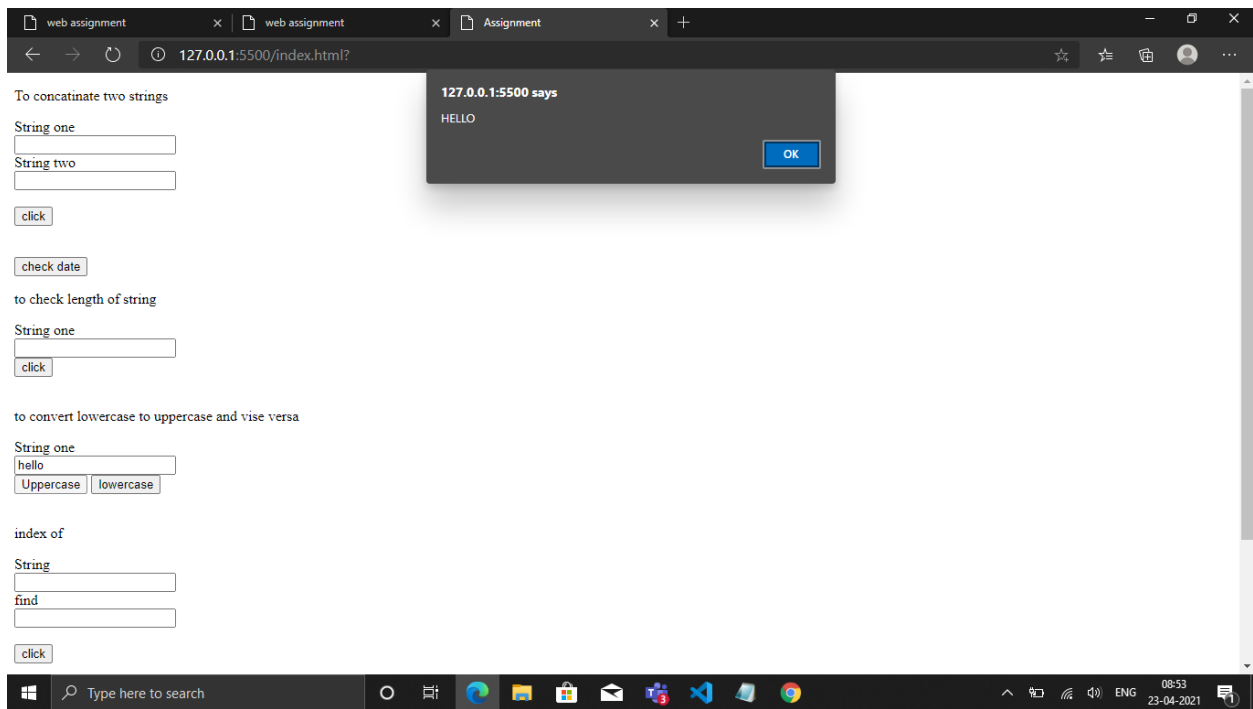 web assignment
web assignment
Assignment
127.0.0.1:5500/index.html?
127.0.0.1:5500 says
HELLO
OK
To concatinate two strings
String one
String two
click
check date
to check length of string
String one
click
to convert lowercase to uppercase and vise versa
String one
hello
Uppercase lowercase
index of
String
find
click
Type here to search
3
ENG
08:53
23-04-2021
1